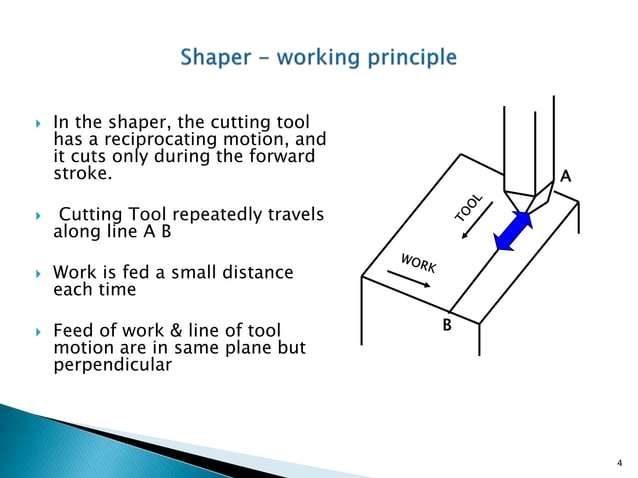 Shaper – working principle
In the shaper, the cutting tool
has a reciprocating motion, and
it cuts only during the forward
stroke.
Cutting Tool repeatedly travels
along line A B
Work is fed a small distance
each time
Feed of work & line of tool
motion are in same plane but
perpendicular
A
TOOL
WORK
B
4